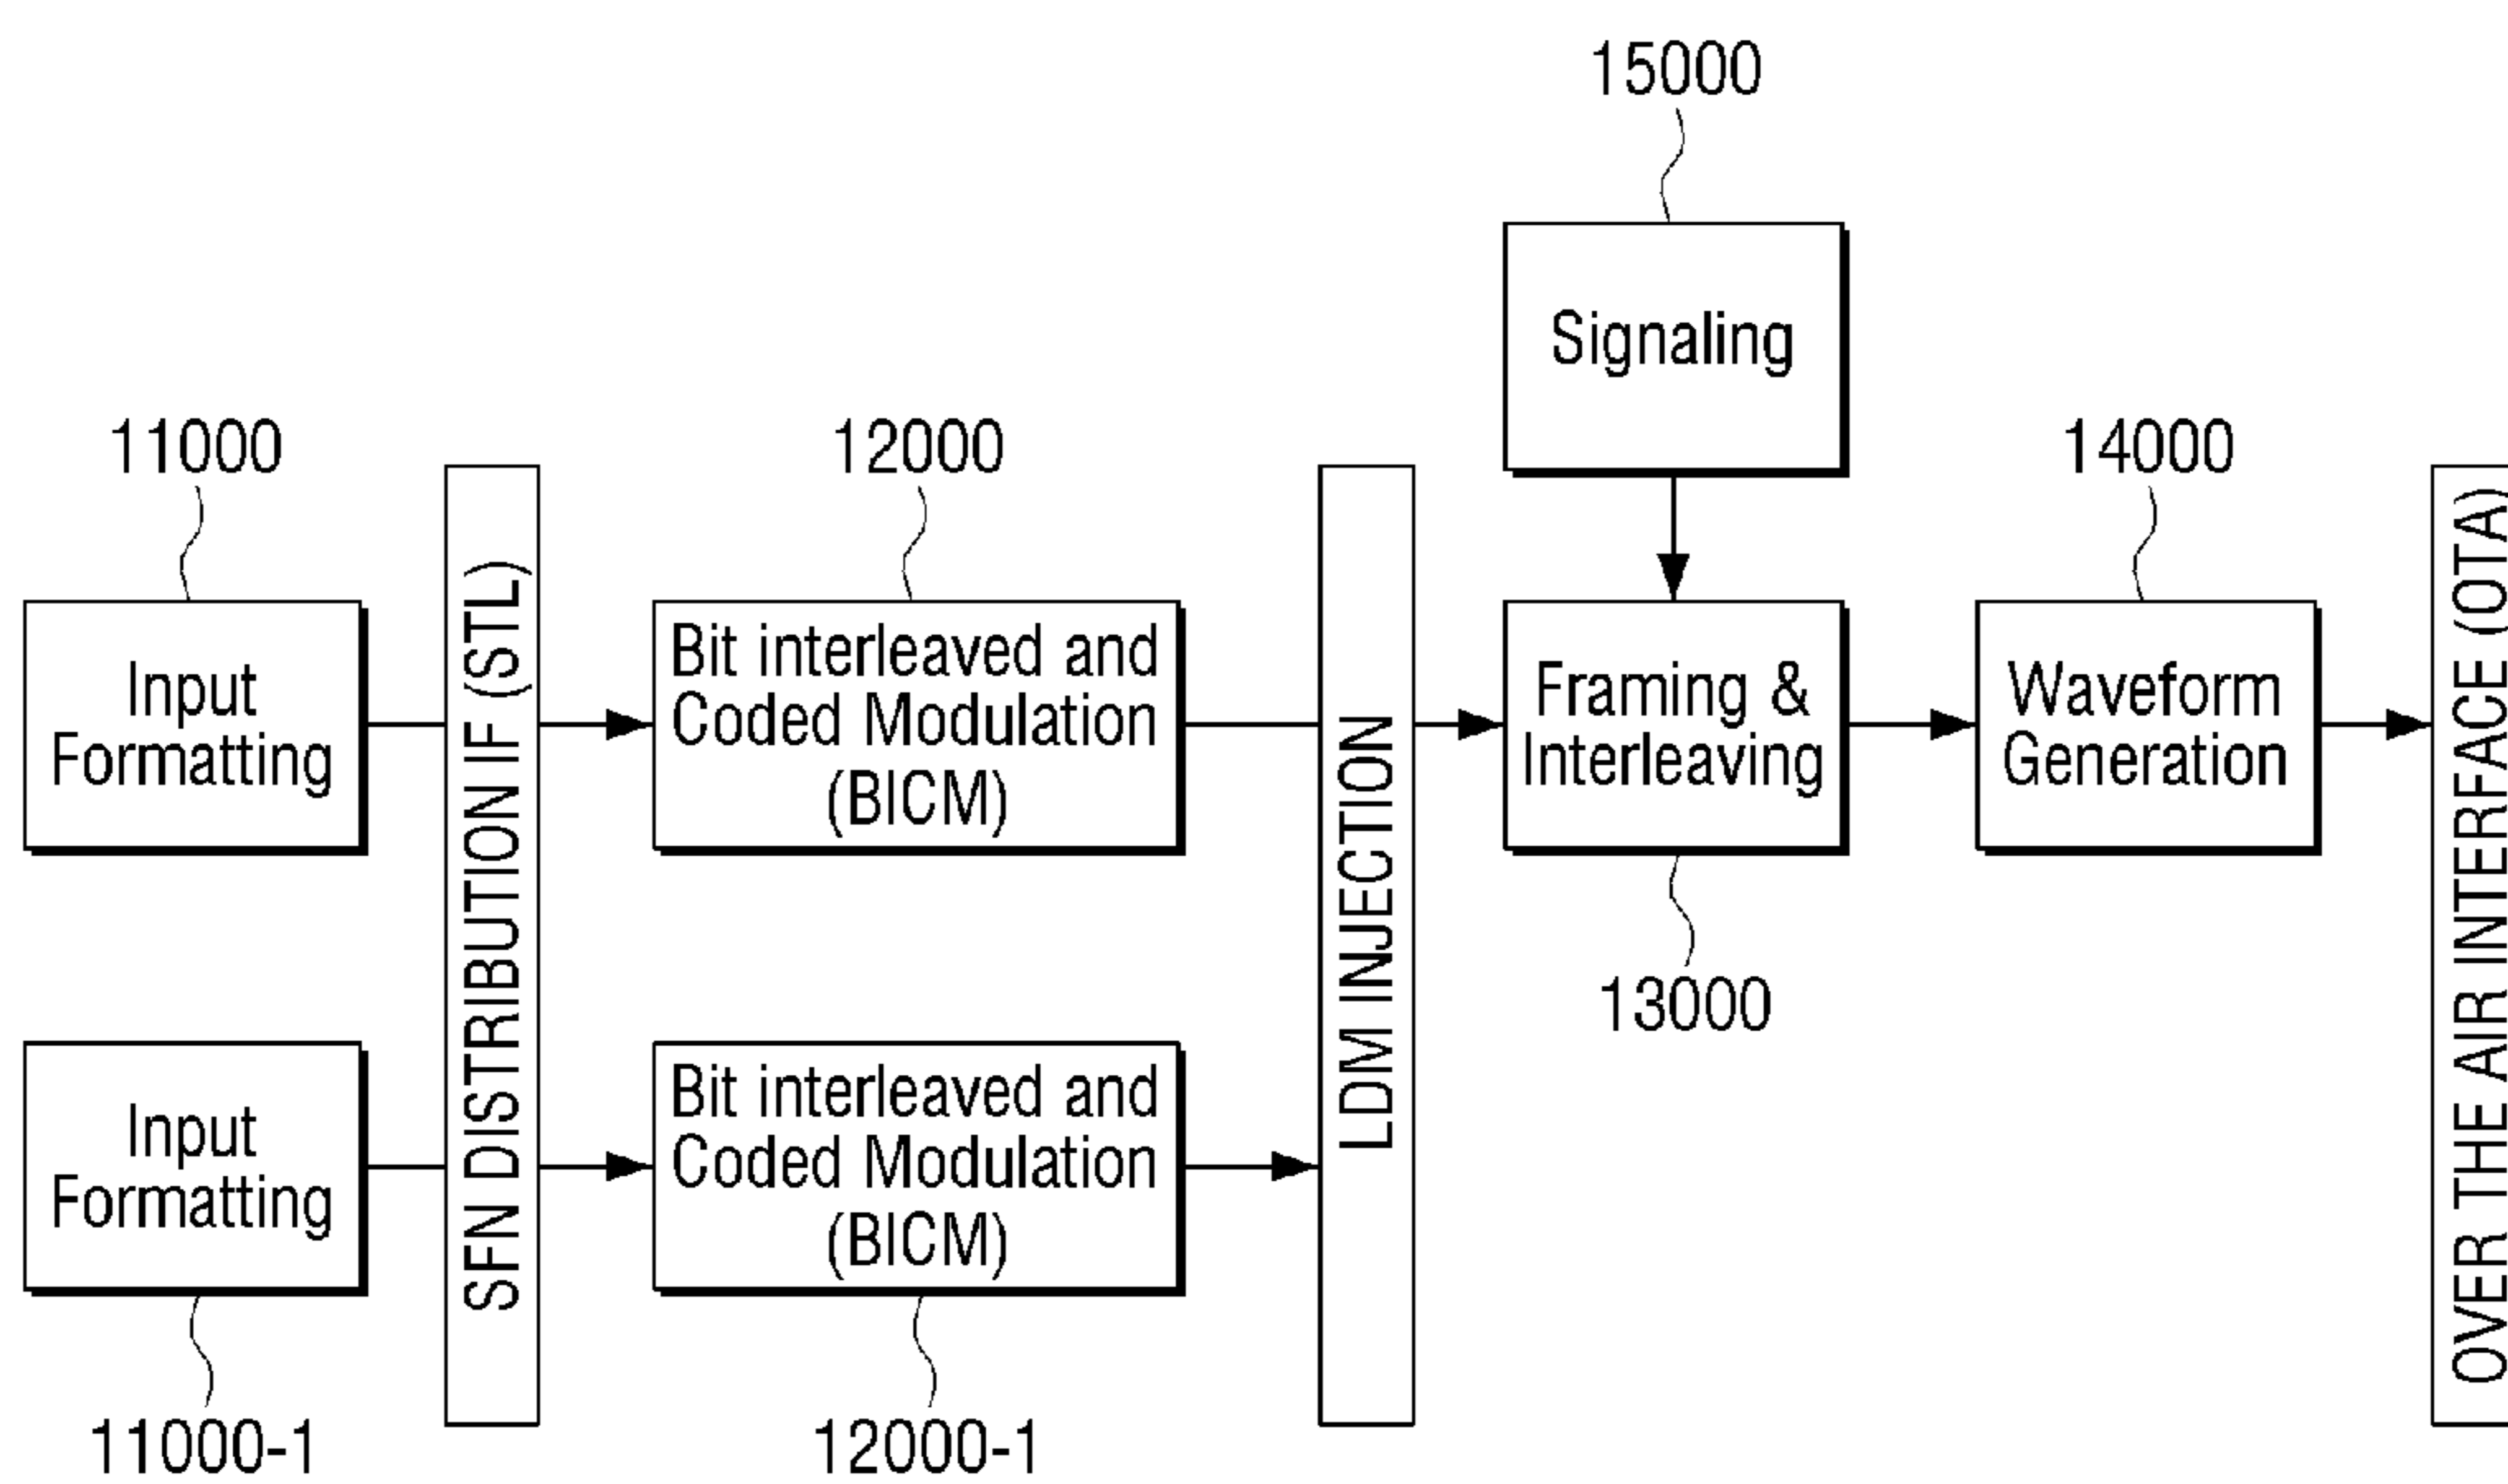 15000
Signaling
11000
12000
14000
Input
Formatting
SFN DISTRIBUTION IF (STL)
Bit interleaved and
Coded Modulation
(BICM)
LDM INJECTION
Framing &
Interleaving
Waveform
Generation
OVER THE AIR INTERFACE (OTA)
13000
Input
Formatting
Bit interleaved and
Coded Modulation
(BICM)
11000-1
12000-1